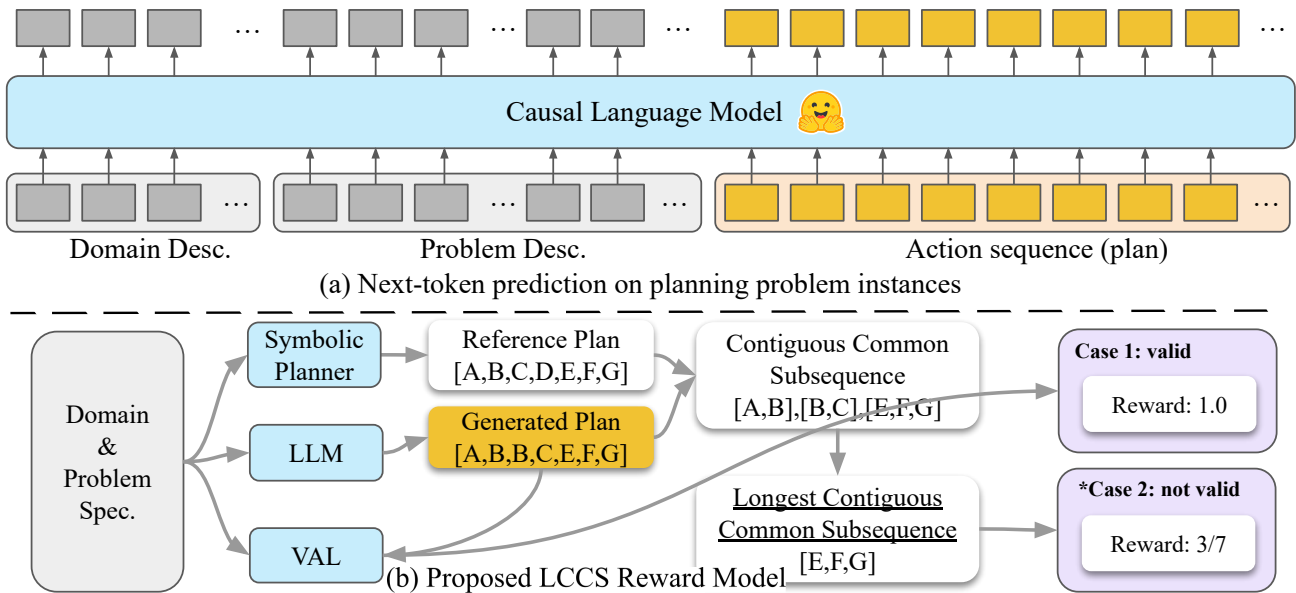 ... ... ... ...
Causal Language Model
... ... ... ...
Domain Desc.
Problem Desc.
Action sequence (plan)
(a) Next-token prediction on planning problem instances
Domain
&
Problem
Spec.
Symbolic
Planner
LLM
VAL
Reference Plan
[A,B,C,D,E,F,G]
Generated Plan
[A,B,B,C,E,F,G]
Contiguous Common
Subsequence
[A,B],[B,C],[E,F,G]
Longest Contiguous
Common Subsequence
[E,F,G]
Case 1: valid
Reward: 1.0
*Case 2: not valid
Reward: 3/7
(b) Proposed LCCS Reward Model